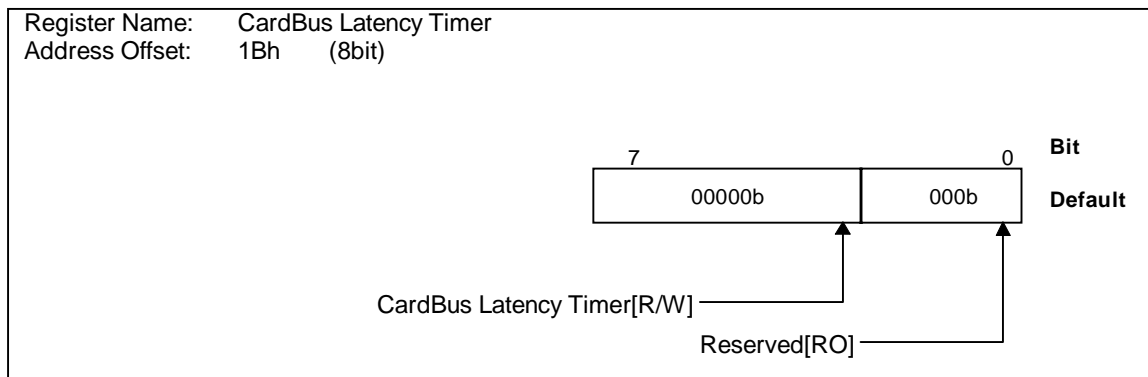 Register Name: CardBus Latency Timer
Address Offset: 1Bh (8bit)
7 0 Bit
00000b 000b Default
CardBus Latency Timer[R/W]
Reserved[RO]